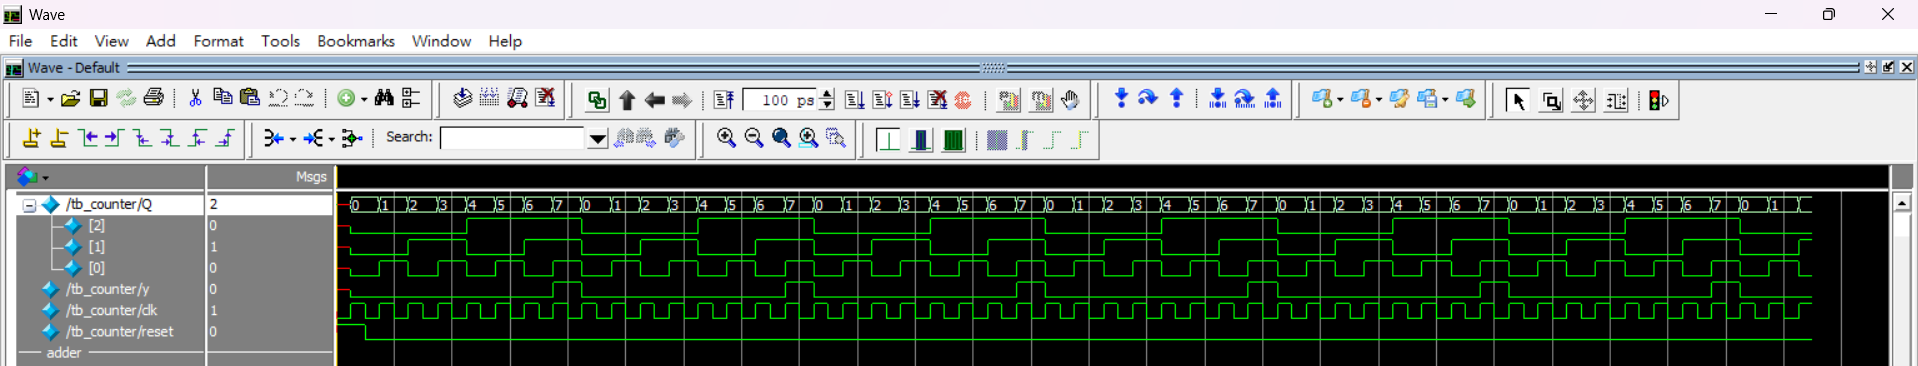 Wave
File Edit View Add Format Tools Bookmarks Window Help
Wave - Default
100 ps
Search:
Msgs
/tb_counter/Q 2 0 1 2 3 4 5 6 7 0 1 2 3 4 5 6 7 0 1 2 3 4 5 6 7 0 1 2 3 4 5 6 7 0 1 2 3 4 5 6 7 0 1 2 3 4 5 6 7 0 1
[2] 0
[1] 1
[0] 0
/tb_counter/y 0
/tb_counter/clk 1
/tb_counter/reset 0
adder